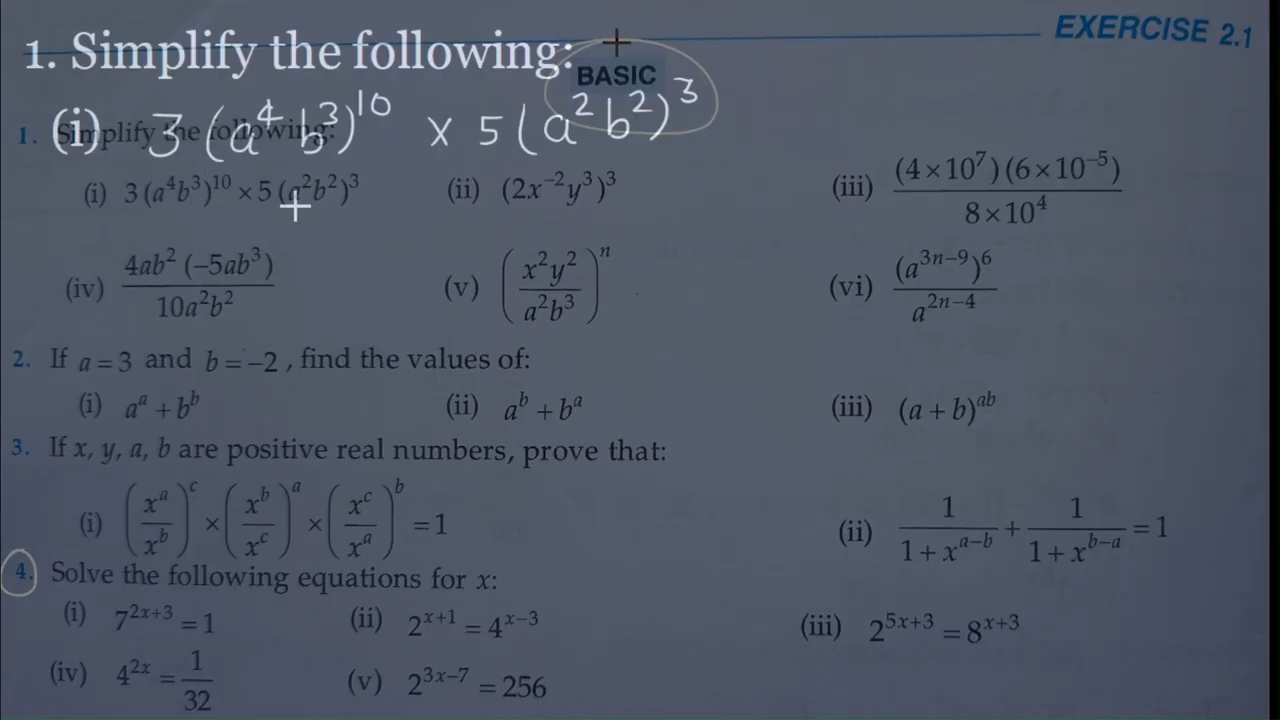 EXERCISE 2.1
1. Simplify the following:
BASIC
(i) 3 (a⁴ b³)¹⁰ × 5 (a² b²)³
1. Simplify the following:
(i) 3 (a⁴b³)¹⁰ × 5 (a²b²)³ (ii) (2x⁻²y³)³ (iii) (4×10⁷)(6×10⁻⁵) / 8×10⁴
(iv) 4ab² (−5ab³) / 10a²b² (v) (x²y² / a²b³)ⁿ (vi) (a³ⁿ⁻⁹)⁶ / a²ⁿ⁻⁴
2. If a = 3 and b = −2, find the values of:
(i) aᵃ + bᵇ (ii) aᵇ + bᵃ (iii) (a + b)ᵃᵇ
3. If x, y, a, b are positive real numbers, prove that:
(i) (xᵃ / xᵇ)ᶜ × (xᵇ / xᶜ)ᵃ × (xᶜ / xᵃ)ᵇ = 1 (ii) 1 / 1 + xᵃ⁻ᵇ + 1 / 1 + xᵇ⁻ᵃ = 1
4. Solve the following equations for x:
(i) 7²ˣ⁺³ = 1 (ii) 2ˣ⁺¹ = 4ˣ⁻³ (iii) 2⁵ˣ⁺³ = 8ˣ⁺³
(iv) 4²ˣ = 1 / 32 (v) 2³ˣ⁻⁷ = 256